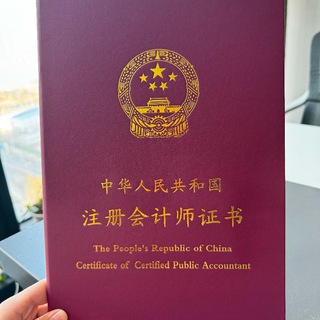 中华人民共和国
注册会计师证书
The People's Republic of China
Certificate of Certified Public Accountant